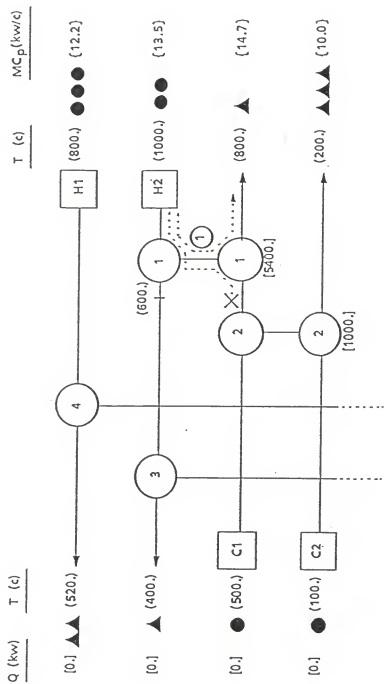 Q (kw) T (c) T (c) MCp (kw/c)
[0.] (520.) 4 H1 (800.) [12.2]
[0.] (400.) 3 (600.) 1 H2 (1000.) [13.5]
1
[0.] (500.) C1 2 1 (800.) [14.7]
[5400.]
[0.] (100.) C2 2 (200.) [10.0]
[1000.]